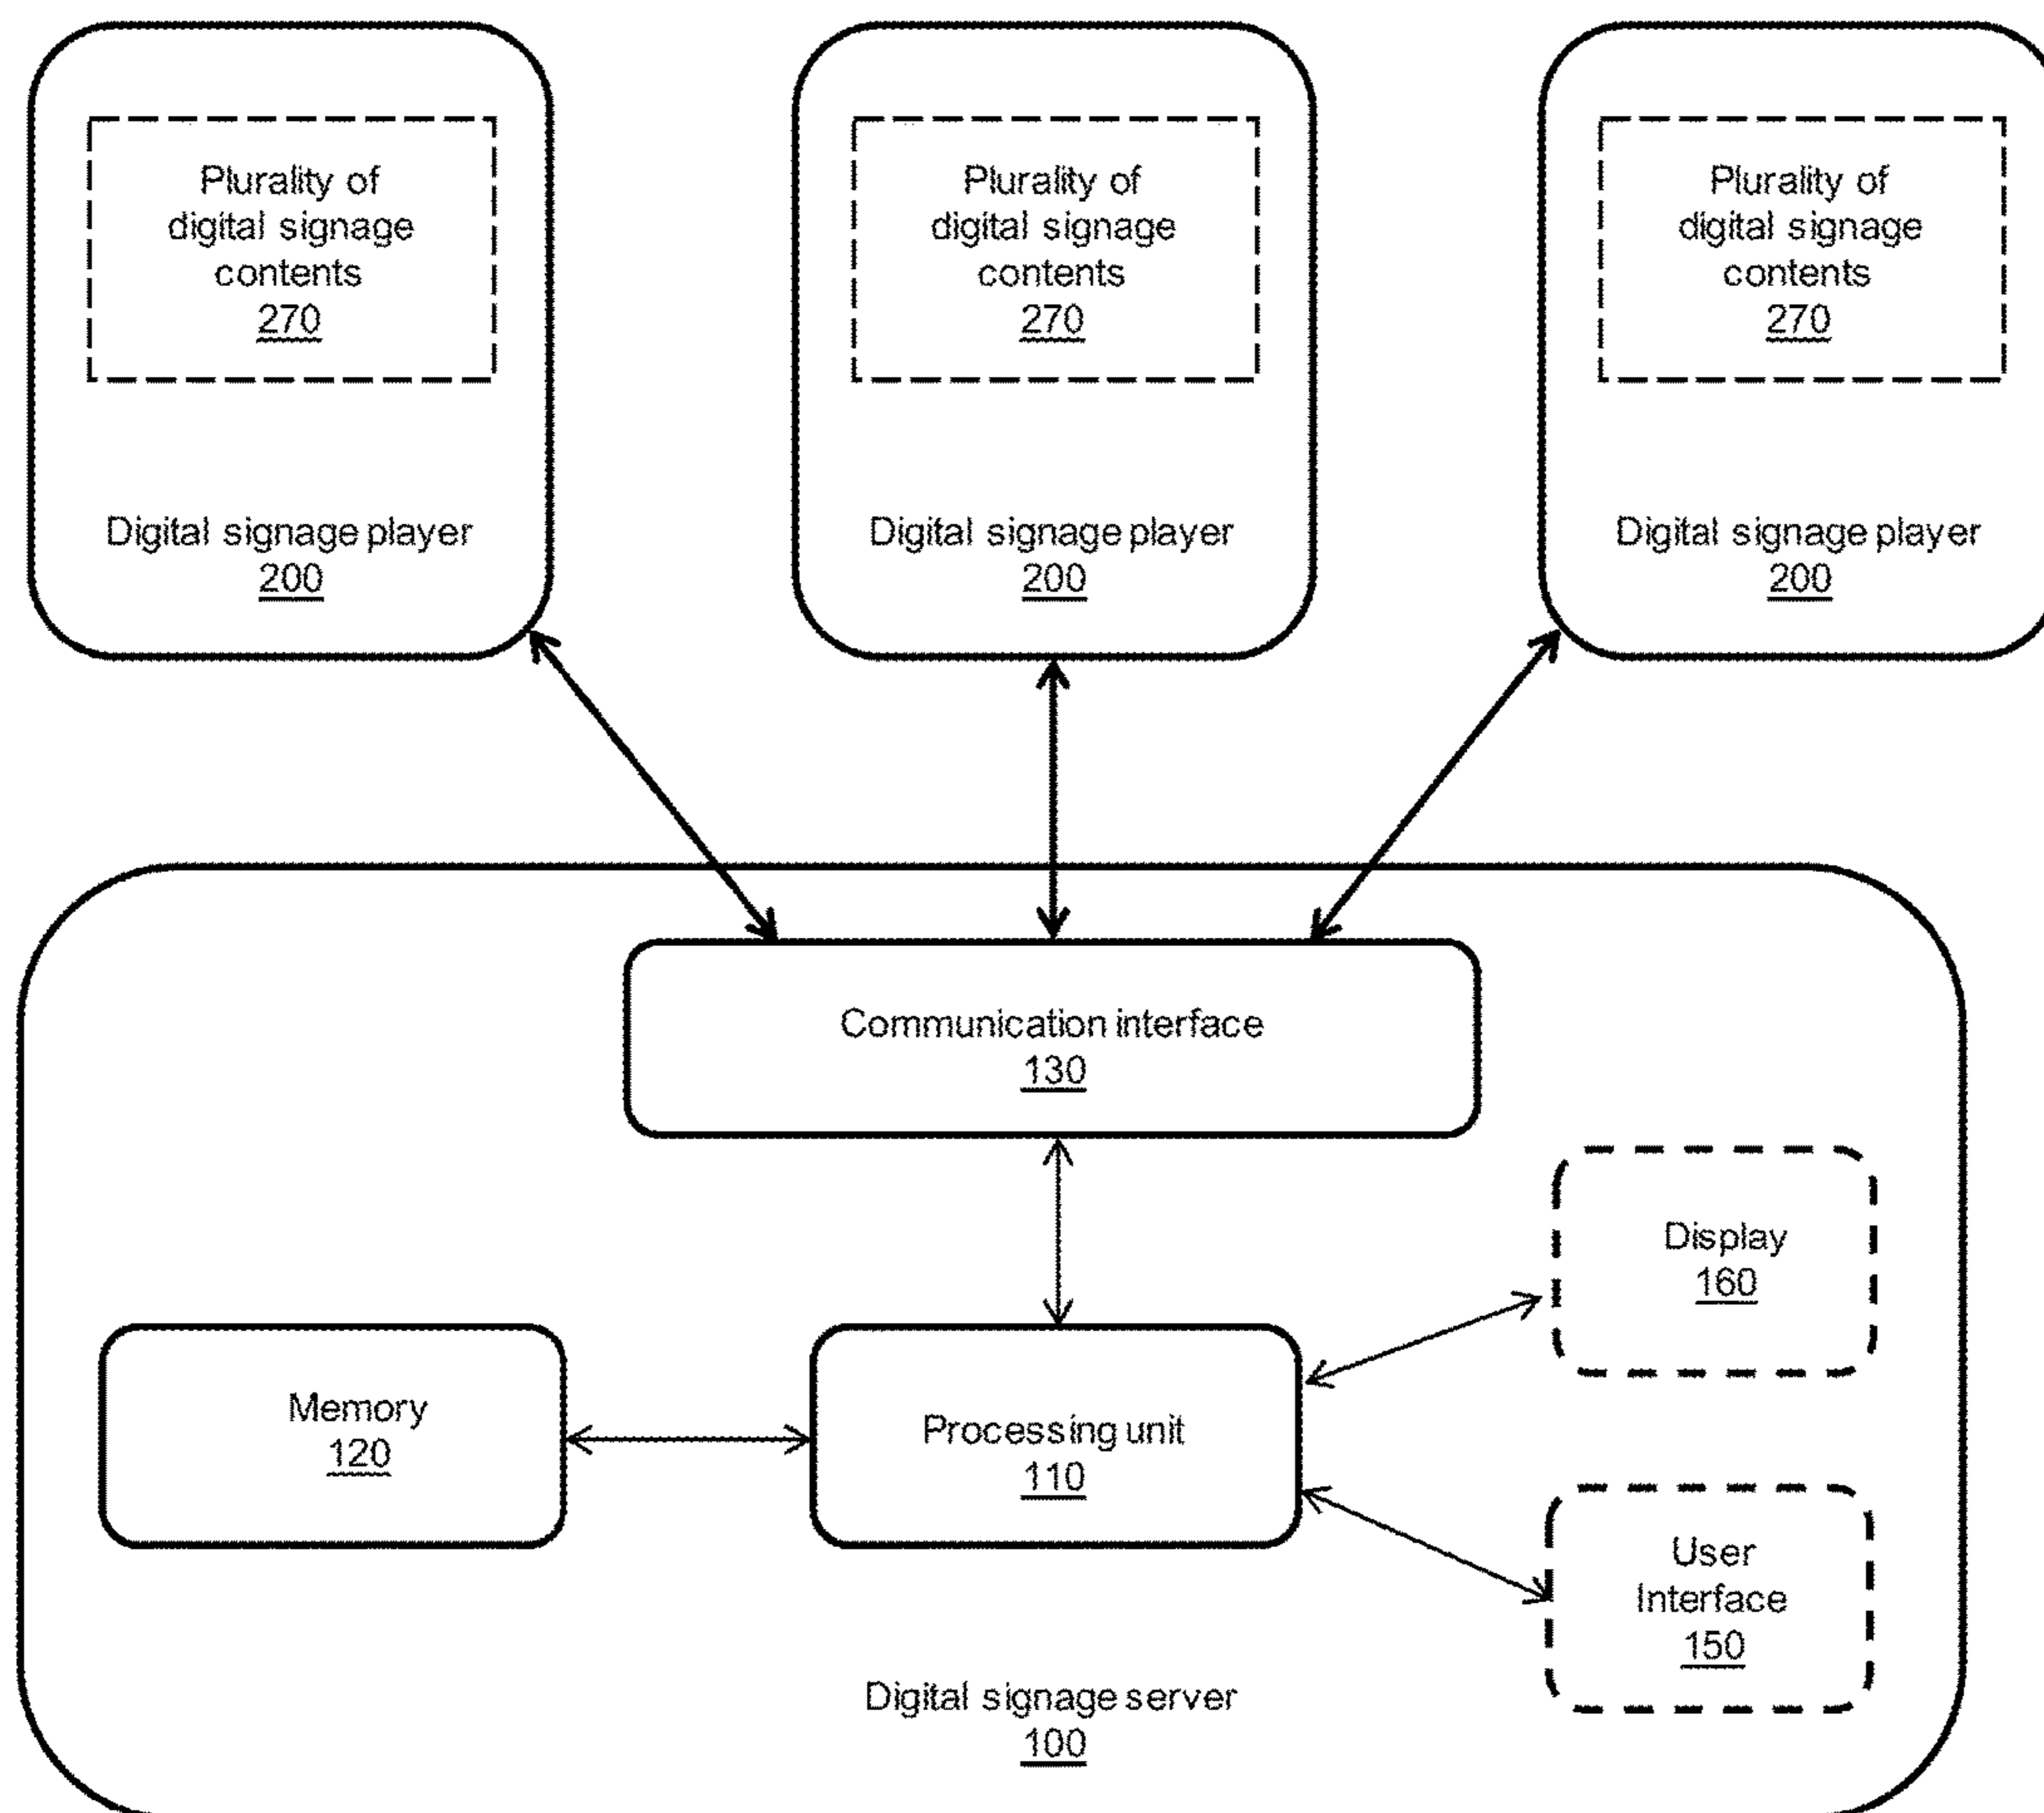 Plurality of
digital signage
contents
270
Digital signage player
200
Plurality of
digital signage
contents
270
Digital signage player
200
Plurality of
digital signage
contents
270
Digital signage player
200
Communication interface
130
Display
160
Memory
120
Processing unit
110
User
Interface
150
Digital signage server
100